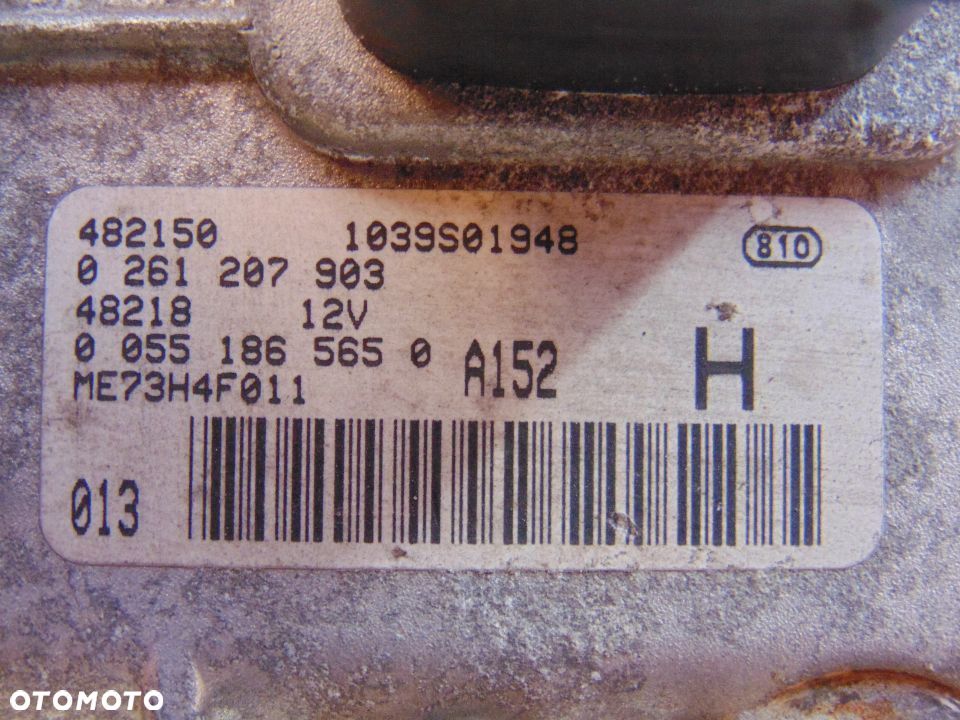 482150 1039S01948 810
0 261 207 903
48218 12V
0 055 186 565 0 A152 H
ME73H4F011
013
OTOMOTO